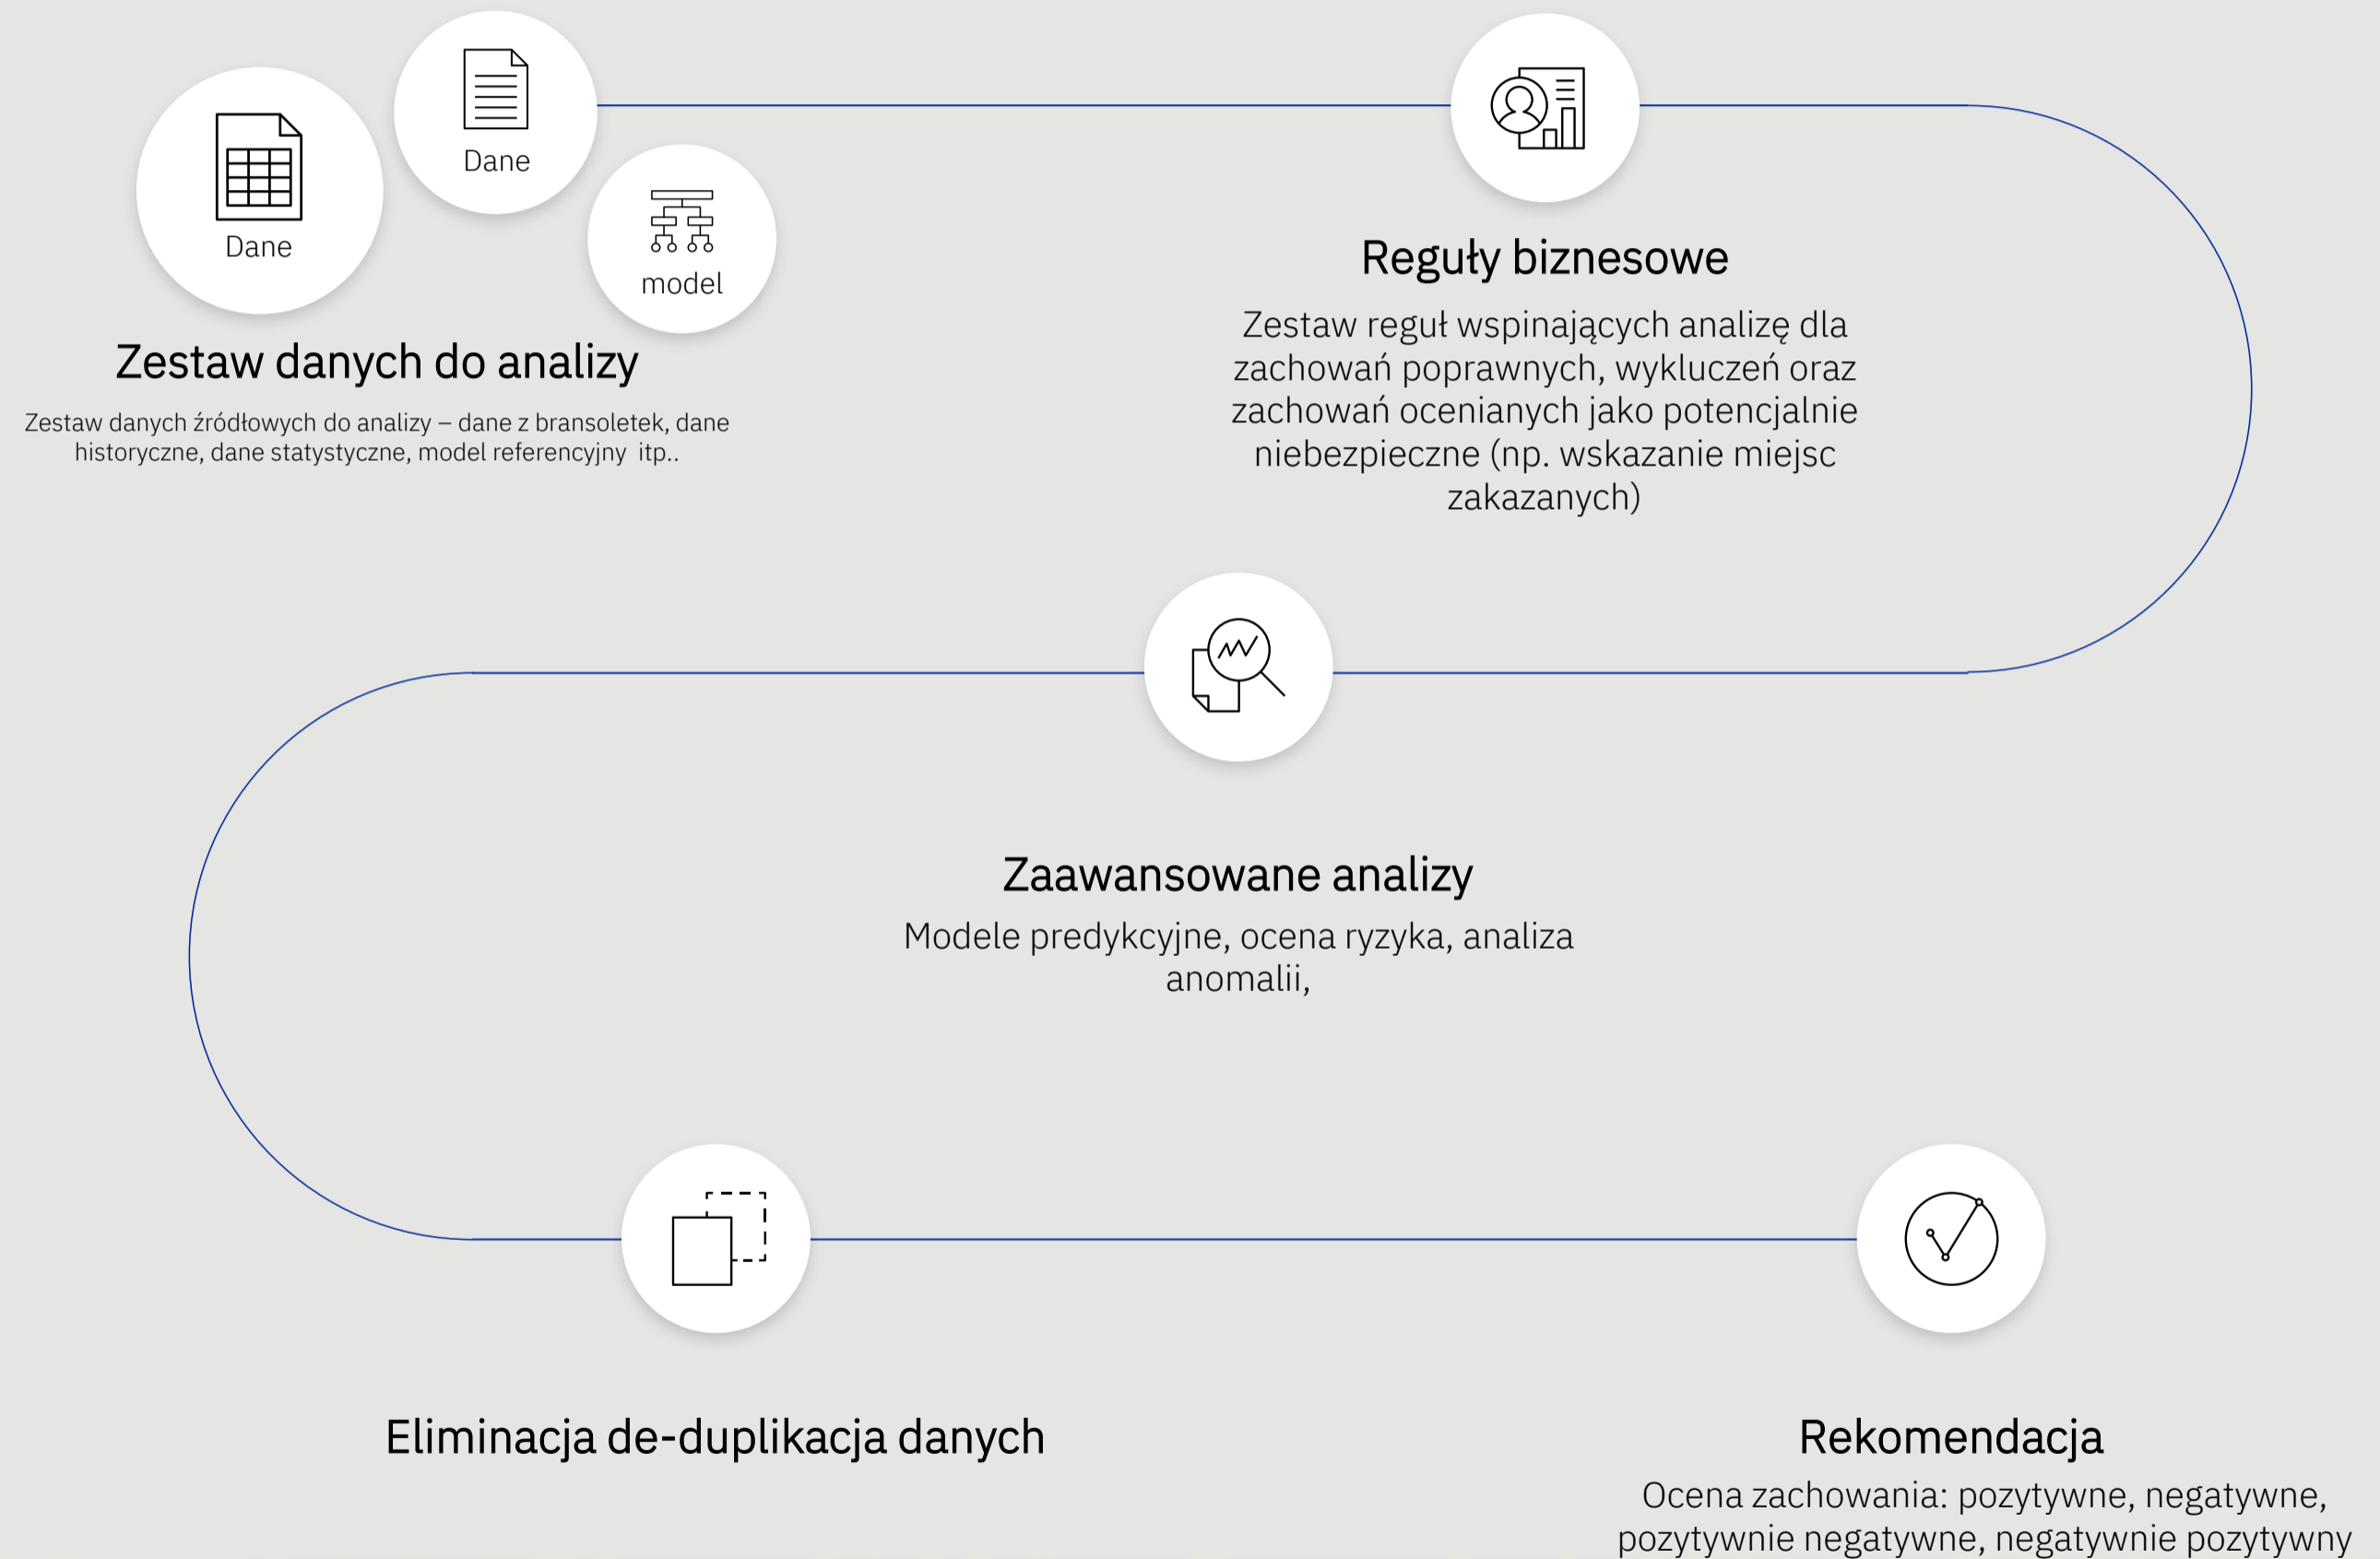 Dane
Dane
model
Zestaw danych do analizy
Zestaw danych źródłowych do analizy – dane z bransoletek, dane
historyczne, dane statystyczne, model referencyjny  itp..
Reguły biznesowe
Zestaw reguł wspinających analizę dla
zachowań poprawnych, wykluczeń oraz
zachowań ocenianych jako potencjalnie
niebezpieczne (np. wskazanie miejsc
zakazanych)
Zaawansowane analizy
Modele predykcyjne, ocena ryzyka, analiza
anomalii,
Eliminacja de-duplikacja danych
Rekomendacja
Ocena zachowania: pozytywne, negatywne,
pozytywnie negatywne, negatywnie pozytywny